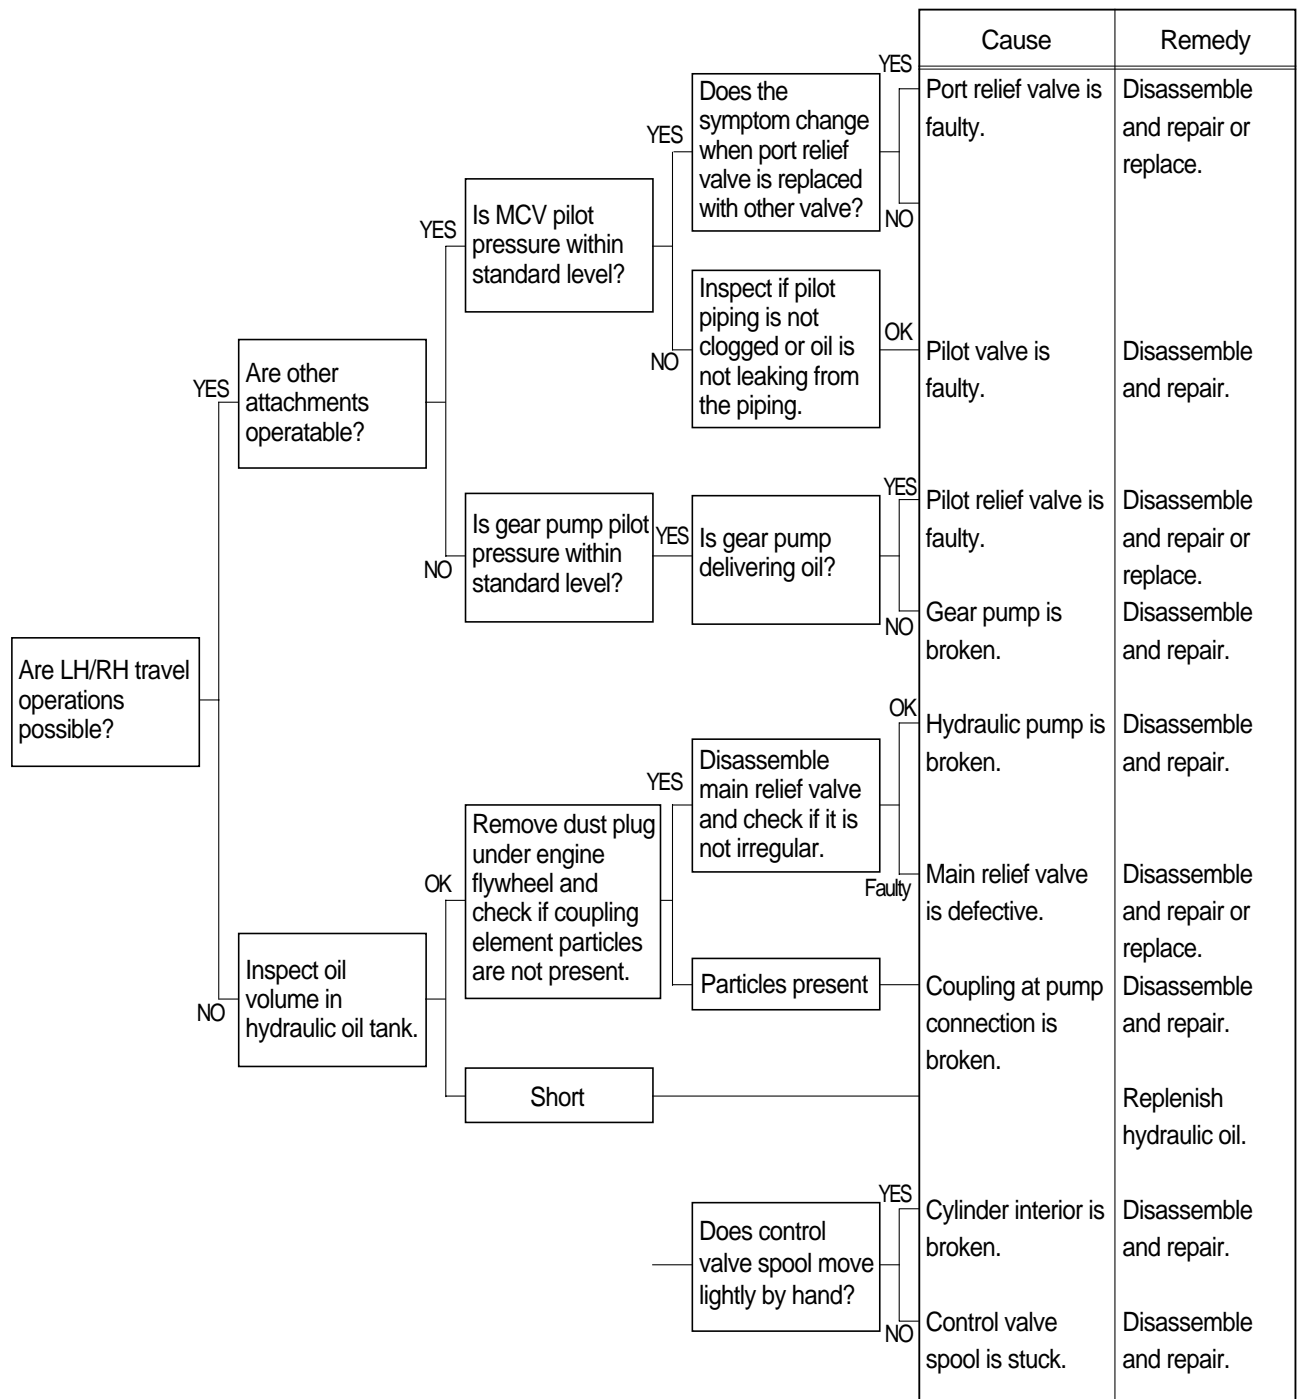 Cause
Remedy
YES
Does the
symptom change
when port relief
valve is replaced
with other valve?
Port relief valve is
faulty.
Disassemble
and repair or
replace.
YES
NO
Is MCV pilot
pressure within
standard level?
YES
Inspect if pilot
piping is not
clogged or oil is
not leaking from
the piping.
NO
OK
Pilot valve is
faulty.
Disassemble
and repair.
Are other
attachments
operatable?
YES
Is gear pump pilot
pressure within
standard level?
NO
YES
Is gear pump
delivering oil?
YES
Pilot relief valve is
faulty.
Disassemble
and repair or
replace.
NO
Gear pump is
broken.
Disassemble
and repair.
Are LH/RH travel
operations
possible?
OK
Hydraulic pump is
broken.
Disassemble
and repair.
YES
Disassemble
main relief valve
and check if it is
not irregular.
Remove dust plug
under engine
flywheel and
check if coupling
element particles
are not present.
OK
Faulty
Main relief valve
is defective.
Disassemble
and repair or
replace.
NO
Inspect oil
volume in
hydraulic oil tank.
Particles present
Coupling at pump
connection is
broken.
Disassemble
and repair.
Short
Replenish
hydraulic oil.
Does control
valve spool move
lightly by hand?
YES
Cylinder interior is
broken.
Disassemble
and repair.
NO
Control valve
spool is stuck.
Disassemble
and repair.